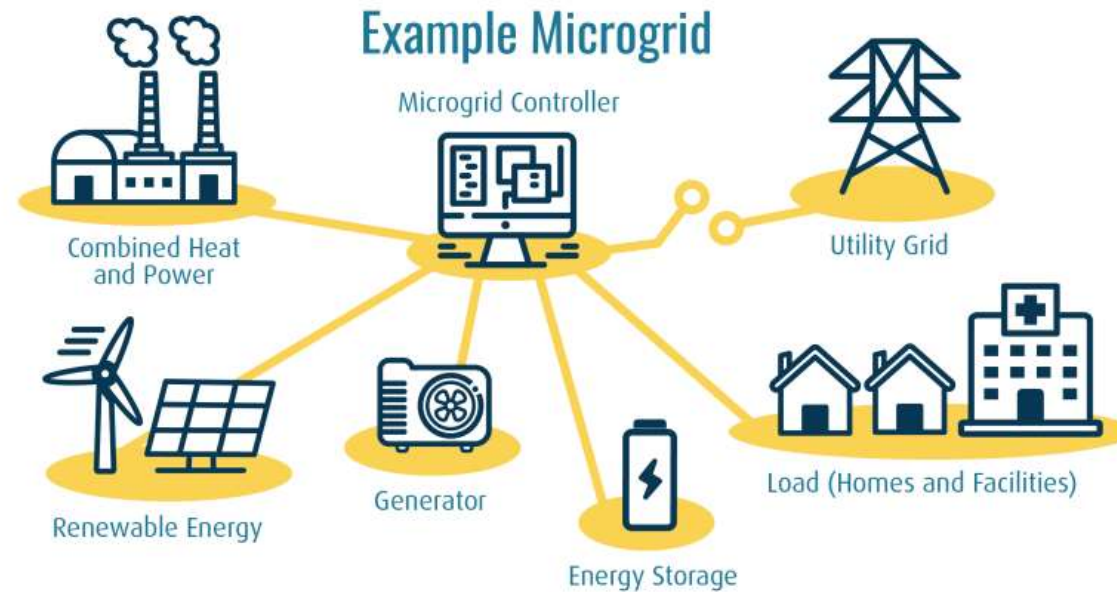 Example Microgrid
Microgrid Controller
Combined Heat
and Power
Utility Grid
Renewable Energy
Generator
Energy Storage
Load (Homes and Facilities)